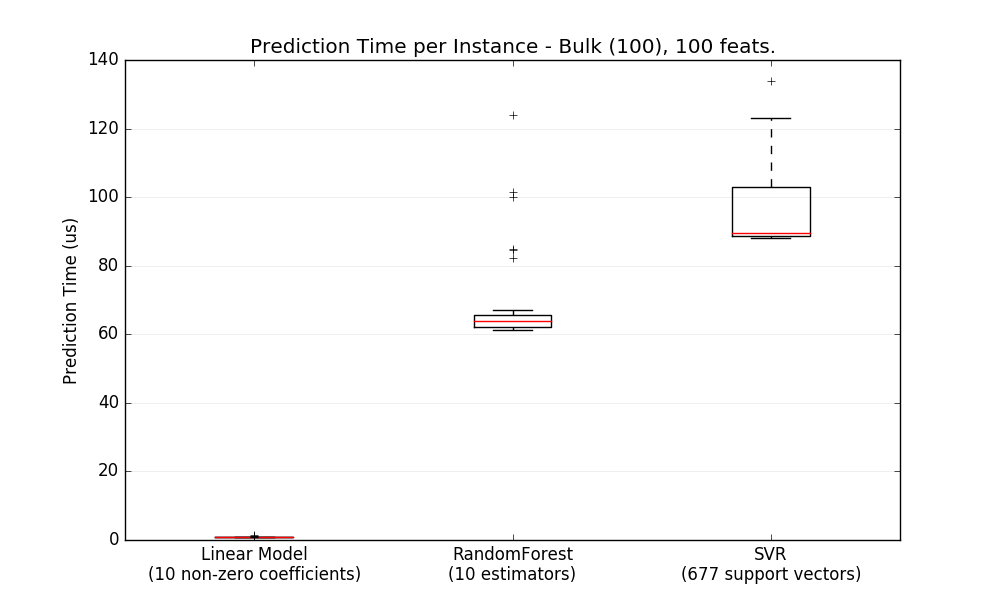 Prediction Time per Instance - Bulk (100), 100 feats.
140
120
100
80
60
40
20
0
Prediction Time (us)
Linear Model
(10 non-zero coefficients)
RandomForest
(10 estimators)
SVR
(677 support vectors)